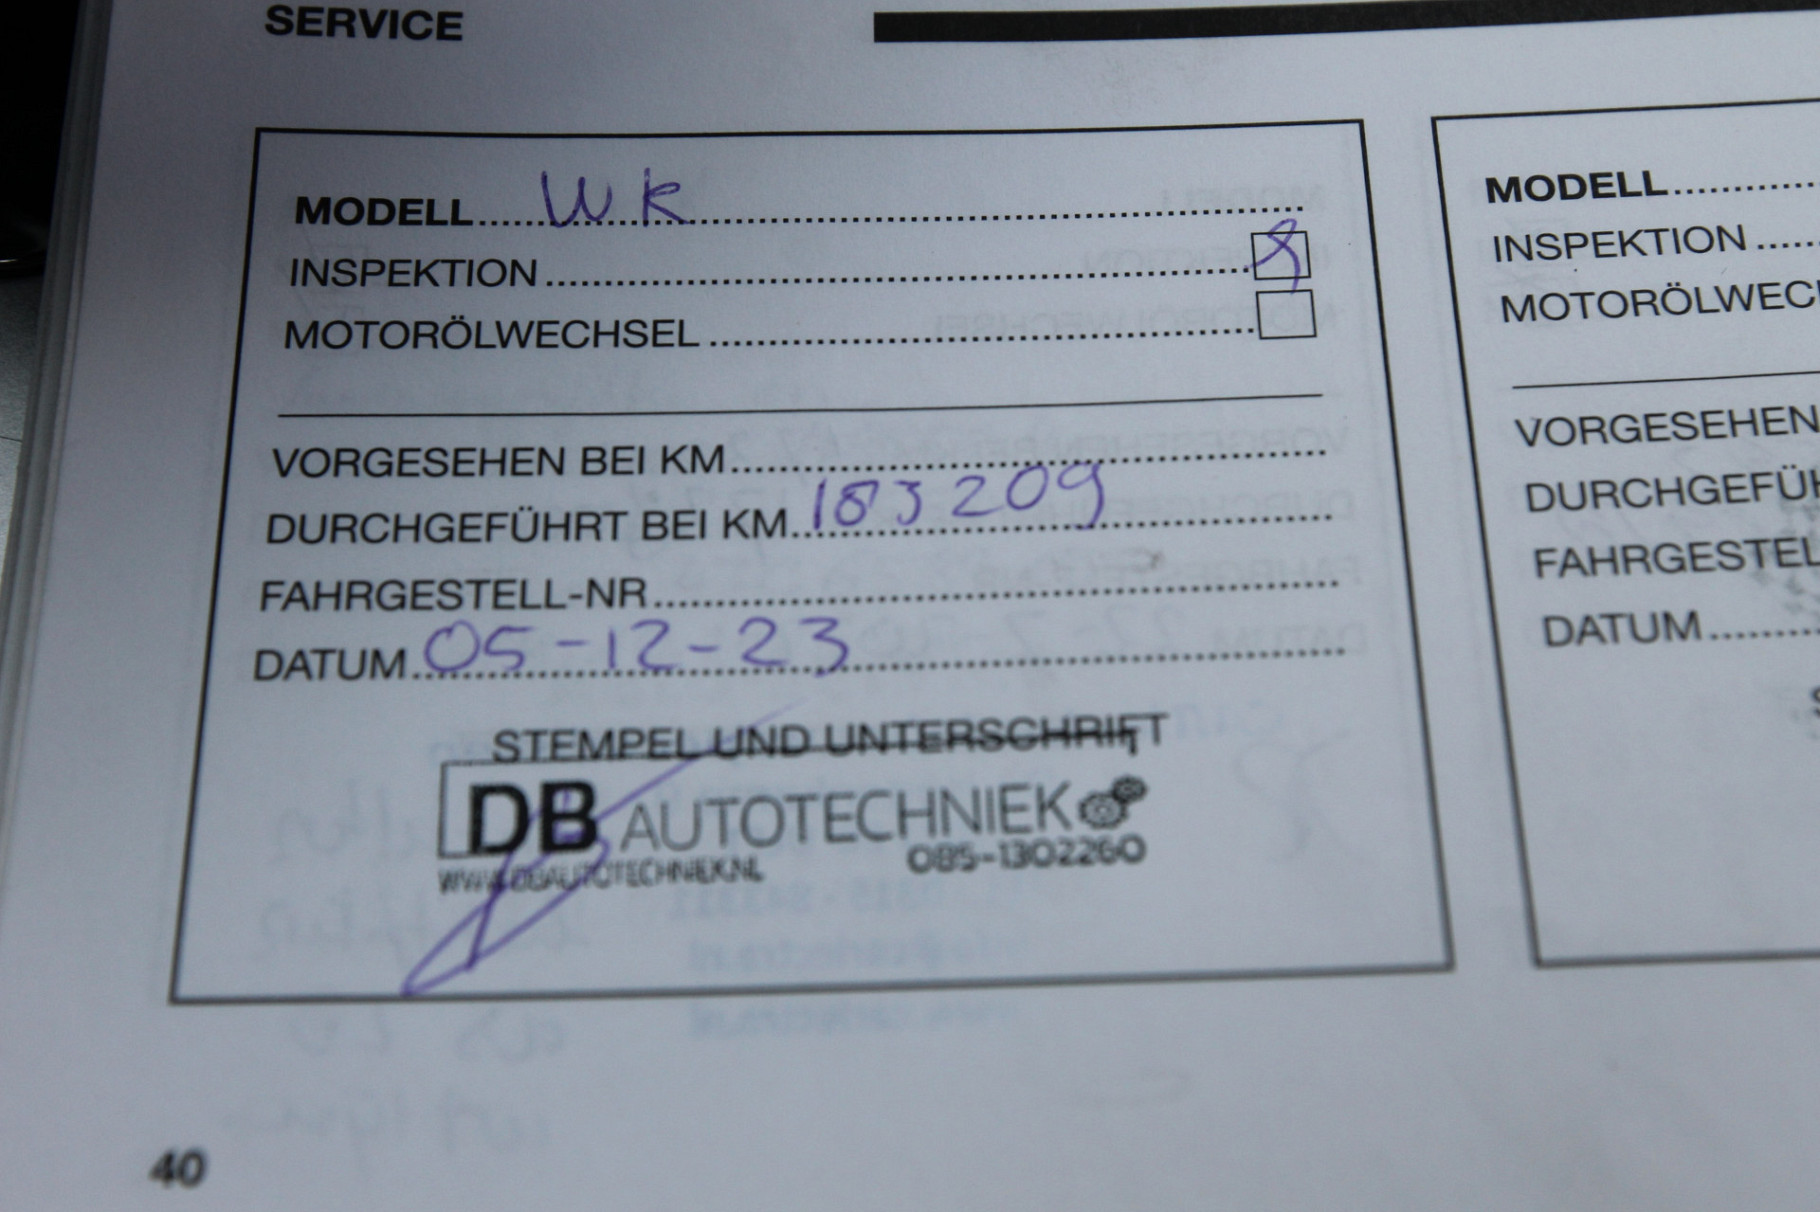 SERVICE
MODELL WK
INSPEKTION
MOTORÖLWECHSEL
VORGESEHEN BEI KM
DURCHGEFÜHRT BEI KM 183209
FAHRGESTELL-NR
DATUM 05-12-23
STEMPEL UND UNTERSCHRIFT
DB AUTOTECHNIEK
WWW.DBAUTOTECHNIEK.NL 085-1302260
MODELL
INSPEKTION
MOTORÖLWECH
VORGESEHEN
DURCHGEFÜH
FAHRGESTEL
DATUM
40